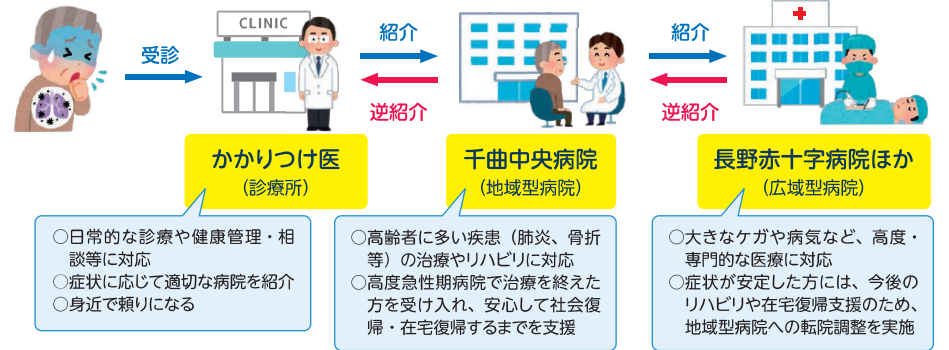 CLINIC
受診
紹介
逆紹介
紹介
逆紹介
かかりつけ医
(診療所)
千曲中央病院
(地域型病院)
長野赤十字病院ほか
(広域型病院)
○日常的な診療や健康管理・相
談等に対応
○症状に応じて適切な病院を紹介
○身近で頼りになる
○高齢者に多い疾患（肺炎、骨折
等）の治療やリハビリに対応
○高度急性期病院で治療を終えた
方を受け入れ、安心して社会復
帰・在宅復帰するまでを支援
○大きなケガや病気など、高度・
専門的な医療に対応
○症状が安定した方には、今後の
リハビリや在宅復帰支援のため、
地域型病院への転院調整を実施